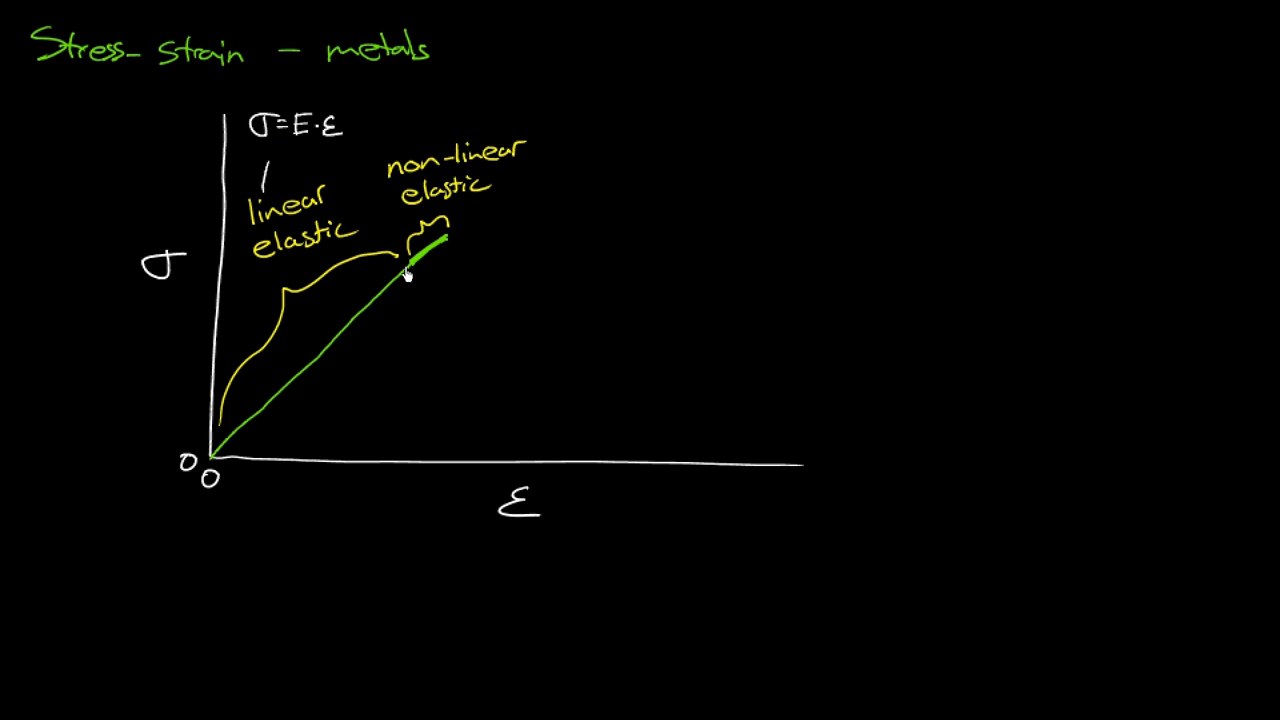 Stress-strain - metals
σ=E·ε
non-linear
elastic
linear
elastic
σ
0
0
ε